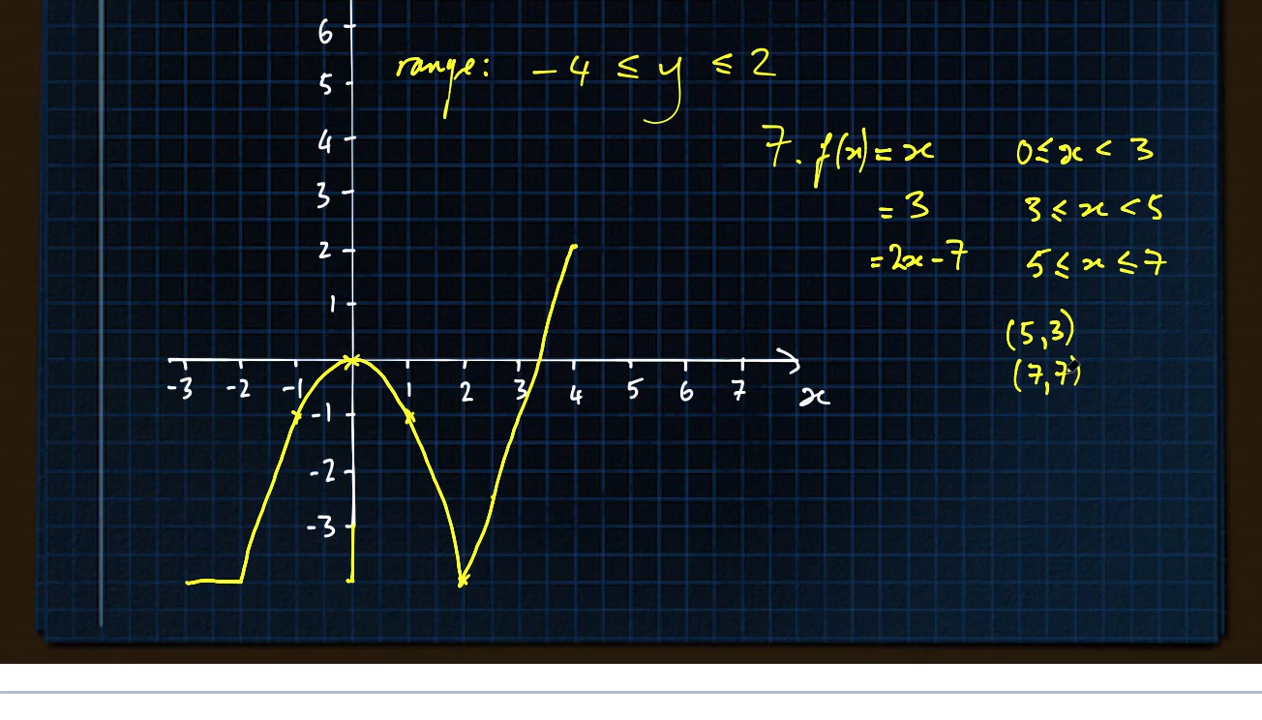 6
range: -4 ≤ y ≤ 2
5
4
7. f(x) = x 0 ≤ x < 3
3
= 3 3 ≤ x < 5
2
= 2x - 7 5 ≤ x ≤ 7
1
(5,3)
(7,7)
-3 -2 -1 1 2 3 4 5 6 7 x
-1
-2
-3